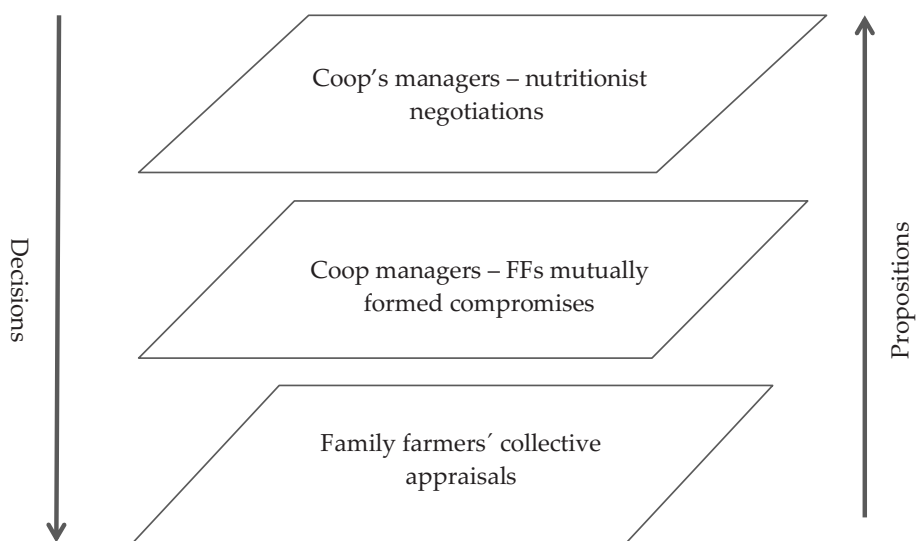 Coop’s managers – nutritionist
negotiations
Decisions
Coop managers – FFs mutually
formed compromises
Propositions
Family farmers´ collective
appraisals